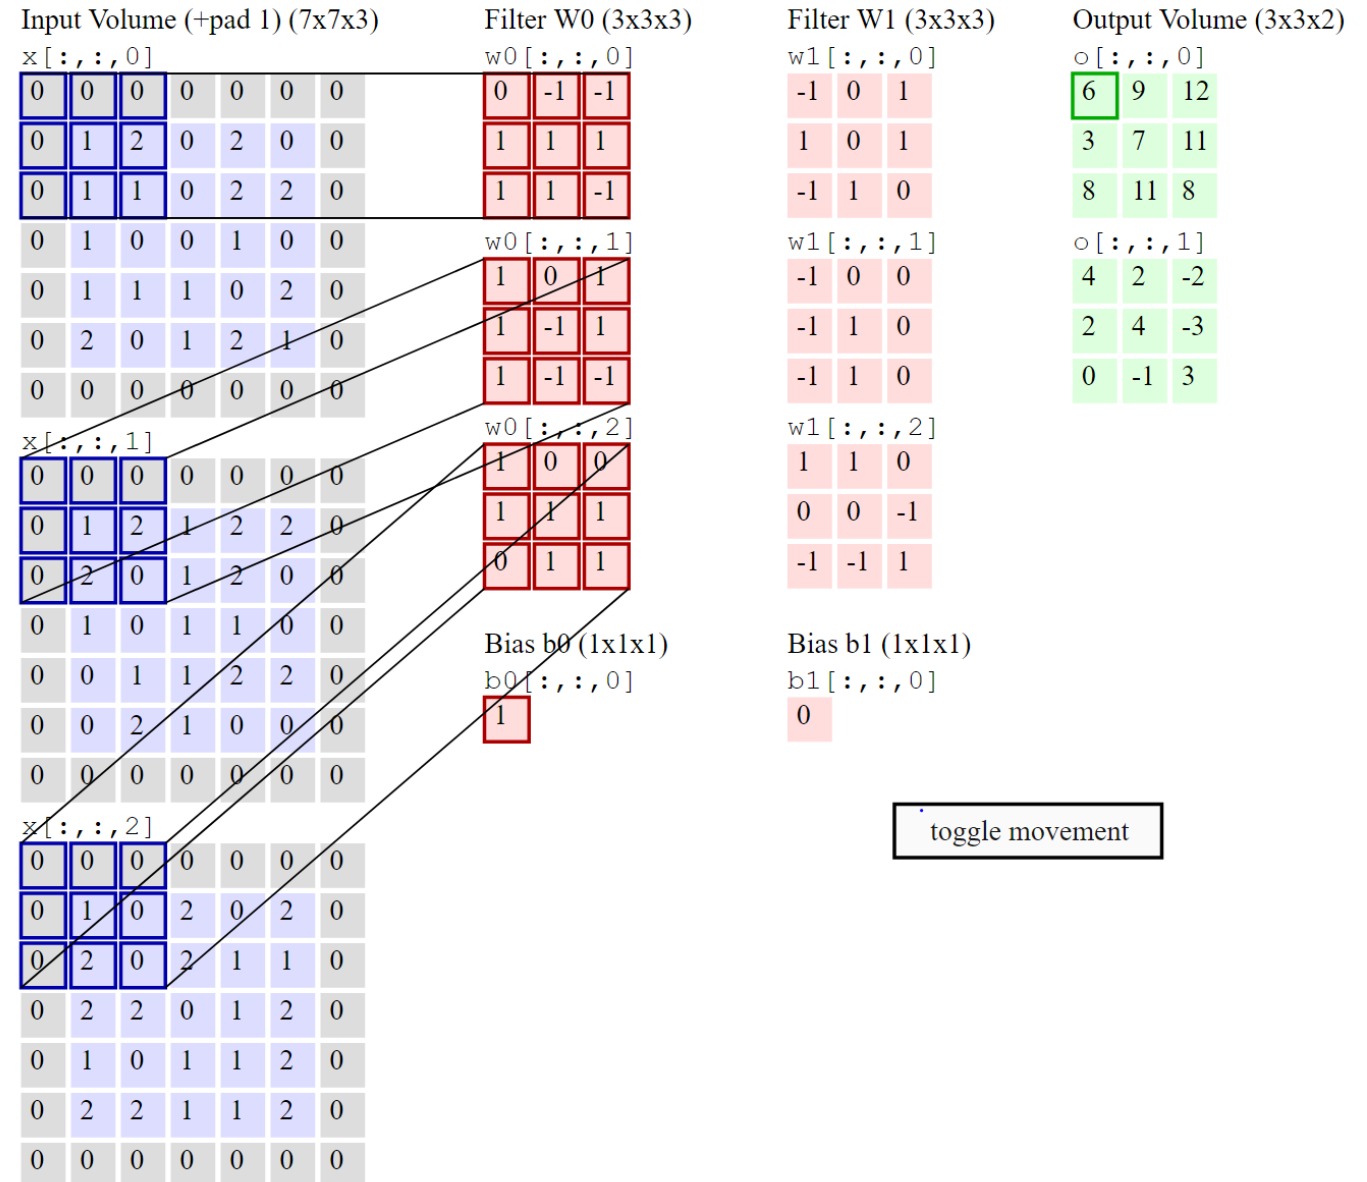 Input Volume (+pad 1) (7x7x3)
x[:,:,0]
0 0 0 0 0 0 0
0 1 2 0 2 0 0
0 1 1 0 2 2 0
0 1 0 0 1 0 0
0 1 1 1 0 2 0
0 2 0 1 2 1 0
0 0 0 0 0 0 0
x[:,:,1]
0 0 0 0 0 0 0
0 1 2 1 2 2 0
0 2 0 1 2 0 0
0 1 0 1 1 0 0
0 0 1 1 2 2 0
0 0 2 1 0 0 0
0 0 0 0 0 0 0
x[:,:,2]
0 0 0 0 0 0 0
0 1 0 2 0 2 0
0 2 0 2 1 1 0
0 2 2 0 1 2 0
0 1 0 1 1 2 0
0 2 2 1 1 2 0
0 0 0 0 0 0 0
Filter W0 (3x3x3)
w0[:,:,0]
0 -1 -1
1 1 1
1 1 -1
w0[:,:,1]
1 0 1
1 -1 1
1 -1 -1
w0[:,:,2]
1 0 0
1 1 1
0 1 1
Bias b0 (1x1x1)
b0[:,:,0]
1
Filter W1 (3x3x3)
w1[:,:,0]
-1 0 1
1 0 1
-1 1 0
w1[:,:,1]
-1 0 0
-1 1 0
-1 1 0
w1[:,:,2]
1 1 0
0 0 -1
-1 -1 1
Bias b1 (1x1x1)
b1[:,:,0]
0
Output Volume (3x3x2)
o[:,:,0]
6 9 12
3 7 11
8 11 8
o[:,:,1]
4 2 -2
2 4 -3
0 -1 3
toggle movement